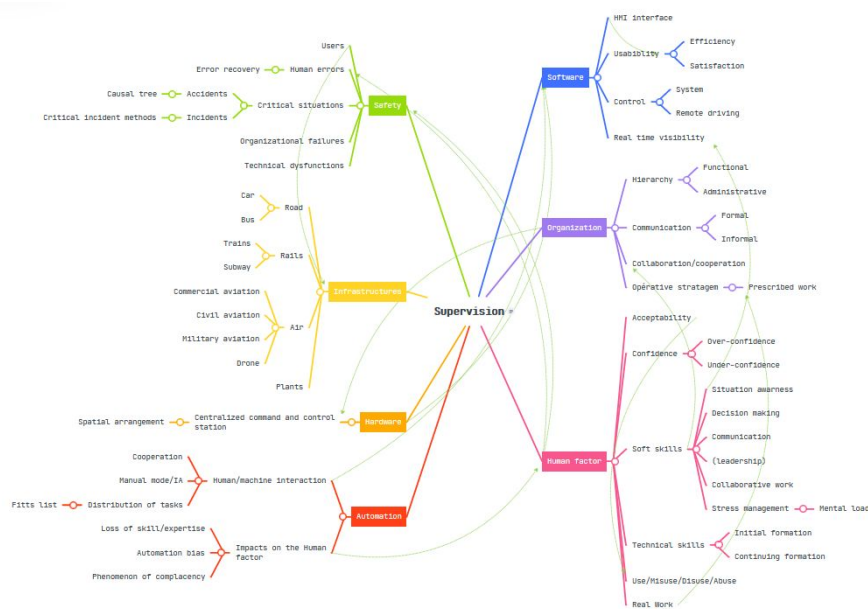 Supervision
Software
HMI interface
Usability
Efficiency
Satisfaction
Control
System
Remote driving
Real time visibility
Organization
Hierarchy
Functional
Administrative
Communication
Formal
Informal
Collaboration/cooperation
Operative stratagem
Prescribed work
Human factor
Acceptability
Confidence
Over-confidence
Under-confidence
Soft skills
Situation awarness
Decision making
Communication
(leadership)
Collaborative work
Stress management
Mental load
Technical skills
Initial formation
Continuing formation
Use/Misuse/Disuse/Abuse
Real Work
Safety
Users
Human errors
Error recovery
Critical situations
Accidents
Causal tree
Incidents
Critical incident methods
Organizational failures
Technical dysfunctions
Infrastructures
Road
Car
Bus
Rails
Trains
Subway
Air
Commercial aviation
Civil aviation
Military aviation
Drone
Plants
Hardware
Centralized command and control
station
Spatial arrangement
Automation
Human/machine interaction
Cooperation
Manual mode/IA
Distribution of tasks
Fitts list
Impacts on the Human
factor
Loss of skill/expertise
Automation bias
Phenomenon of complacency